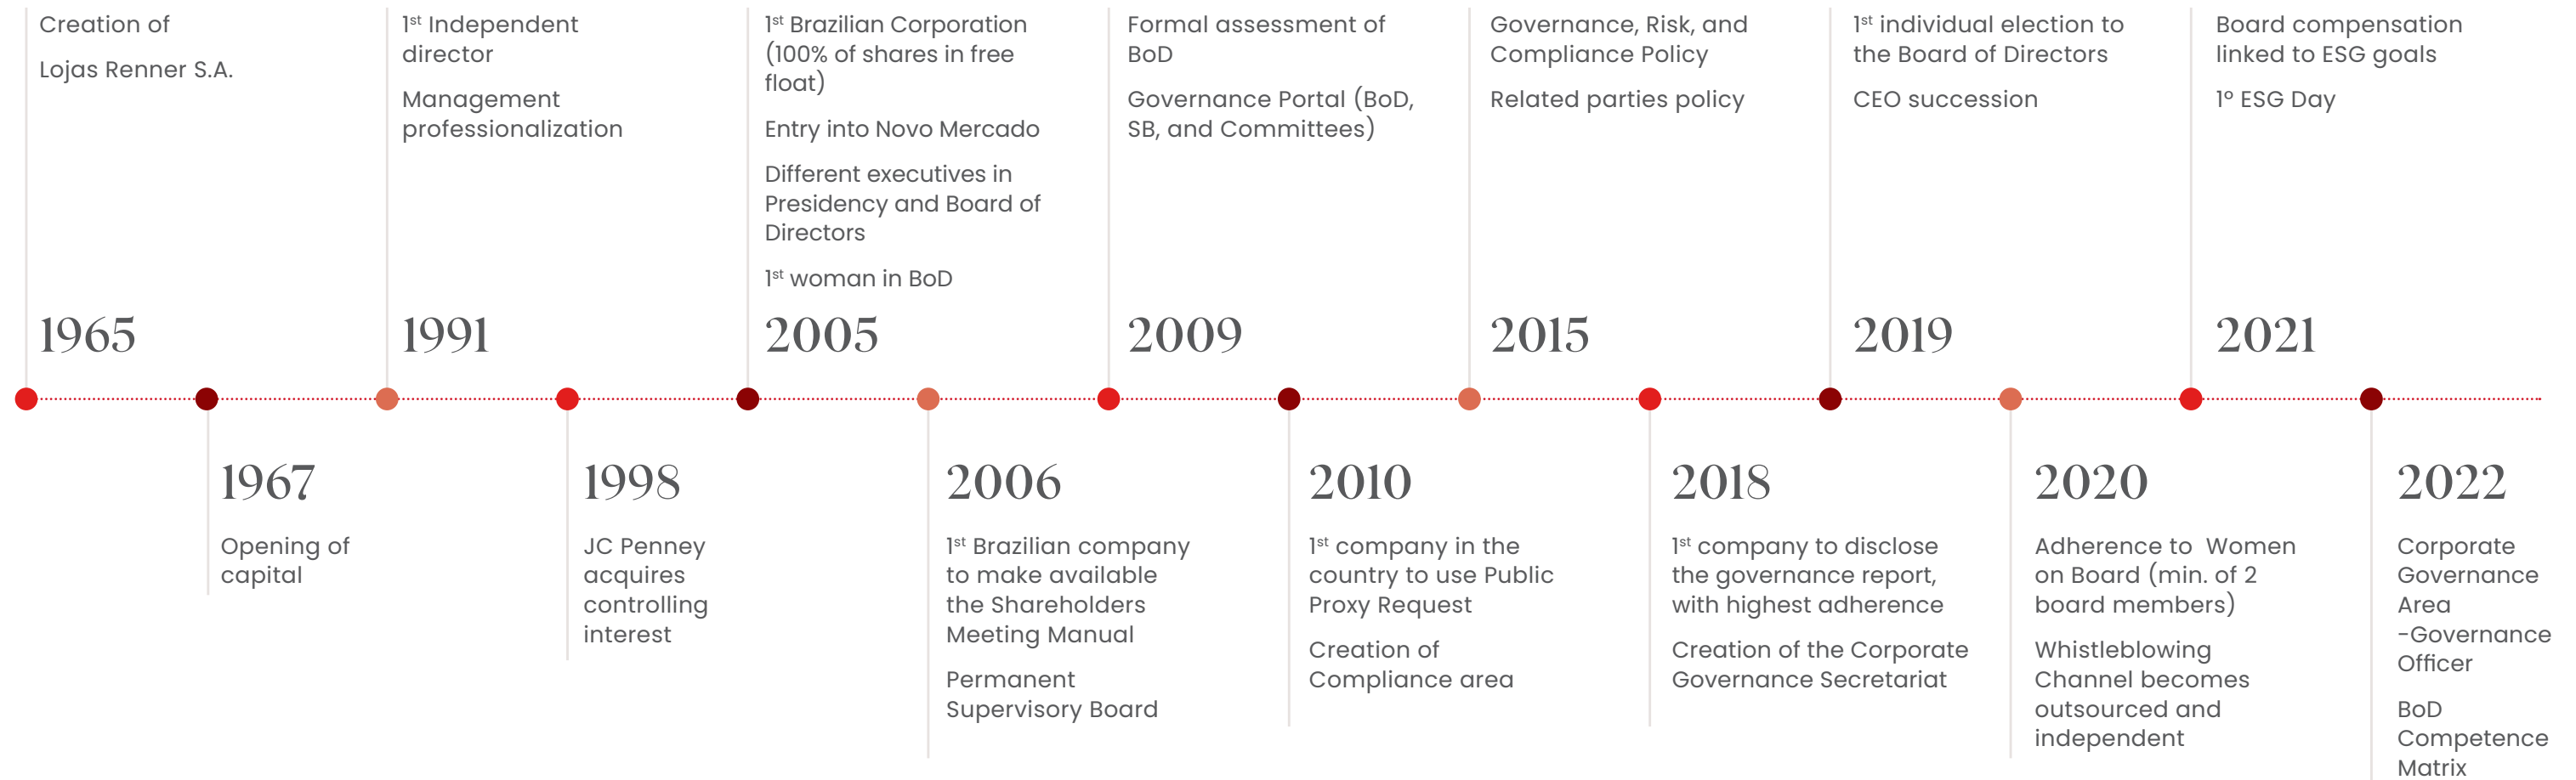 Creation of
Lojas Renner S.A.
1965
1st Independent
director
Management
professionalization
1991
1st Brazilian Corporation
(100% of shares in free
float)
Entry into Novo Mercado
Different executives in
Presidency and Board of
Directors
1st woman in BoD
2005
Formal assessment of
BoD
Governance Portal (BoD,
SB, and Committees)
2009
Governance, Risk, and
Compliance Policy
Related parties policy
2015
1st individual election to
the Board of Directors
CEO succession
2019
Board compensation
linked to ESG goals
1º ESG Day
2021
1967
Opening of
capital
1998
JC Penney
acquires
controlling
interest
2006
1st Brazilian company
to make available
the Shareholders
Meeting Manual
Permanent
Supervisory Board
2010
1st company in the
country to use Public
Proxy Request
Creation of
Compliance area
2018
1st company to disclose
the governance report,
with highest adherence
Creation of the Corporate
Governance Secretariat
2020
Adherence to Women
on Board (min. of 2
board members)
Whistleblowing
Channel becomes
outsourced and
independent
2022
Corporate
Governance
Area
-Governance
Officer
BoD
Competence
Matrix